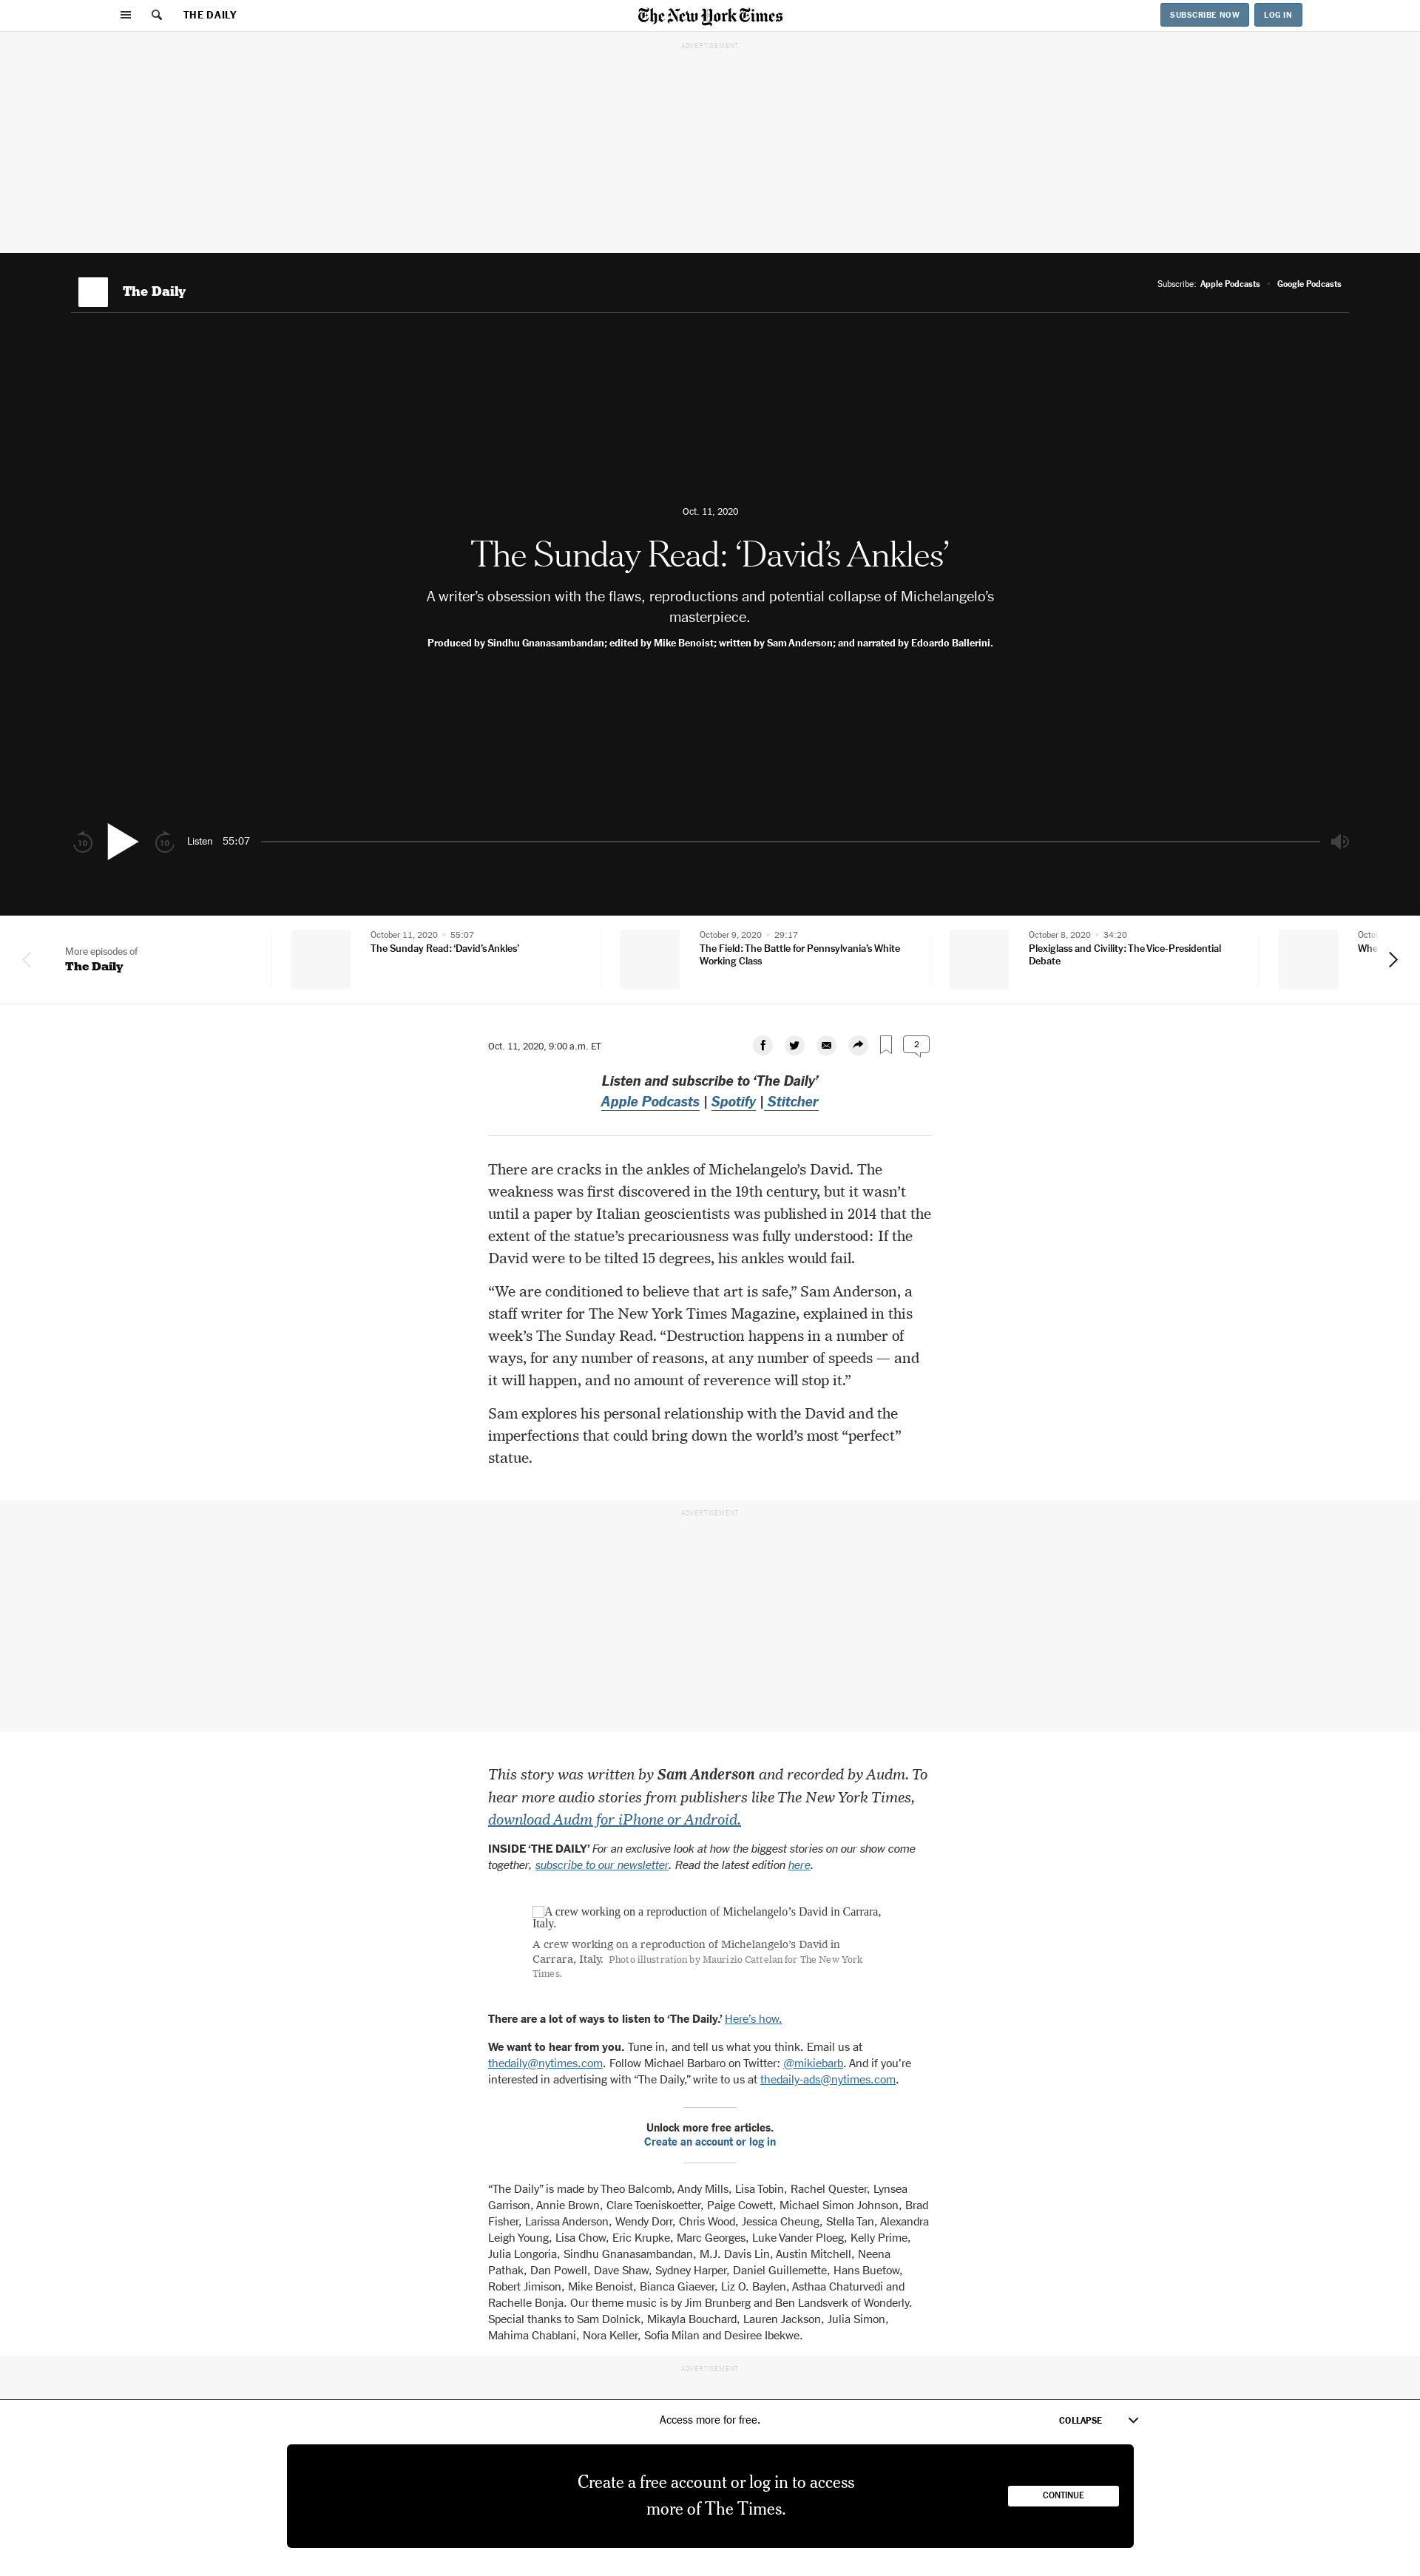 THE DAILY
The New York Times
SUBSCRIBE NOW
LOG IN
ADVERTISEMENT
The Daily
Subscribe: Apple Podcasts • Google Podcasts
Oct. 11, 2020
The Sunday Read: ‘David’s Ankles’
A writer’s obsession with the flaws, reproductions and potential collapse of Michelangelo’s
masterpiece.
Produced by Sindhu Gnanasambandan; edited by Mike Benoist; written by Sam Anderson; and narrated by Edoardo Ballerini.
10
10
Listen 55:07
More episodes of
The Daily
October 11, 2020 • 55:07
The Sunday Read: ‘David’s Ankles’
October 9, 2020 • 29:17
The Field: The Battle for Pennsylvania’s White
Working Class
October 8, 2020 • 34:20
Plexiglass and Civility: The Vice-Presidential
Debate
Octo
Whe
Oct. 11, 2020, 9:00 a.m. ET
2
Listen and subscribe to ‘The Daily’
Apple Podcasts | Spotify | Stitcher
There are cracks in the ankles of Michelangelo’s David. The
weakness was first discovered in the 19th century, but it wasn’t
until a paper by Italian geoscientists was published in 2014 that the
extent of the statue’s precariousness was fully understood: If the
David were to be tilted 15 degrees, his ankles would fail.
“We are conditioned to believe that art is safe,” Sam Anderson, a
staff writer for The New York Times Magazine, explained in this
week’s The Sunday Read. “Destruction happens in a number of
ways, for any number of reasons, at any number of speeds — and
it will happen, and no amount of reverence will stop it.”
Sam explores his personal relationship with the David and the
imperfections that could bring down the world’s most “perfect”
statue.
ADVERTISEMENT
This story was written by Sam Anderson and recorded by Audm. To
hear more audio stories from publishers like The New York Times,
download Audm for iPhone or Android.
INSIDE ‘THE DAILY’ For an exclusive look at how the biggest stories on our show come
together, subscribe to our newsletter. Read the latest edition here.
A crew working on a reproduction of Michelangelo’s David in Carrara,
Italy.
A crew working on a reproduction of Michelangelo’s David in
Carrara, Italy. Photo illustration by Maurizio Cattelan for The New York
Times.
There are a lot of ways to listen to ‘The Daily.’ Here’s how.
We want to hear from you. Tune in, and tell us what you think. Email us at
thedaily@nytimes.com. Follow Michael Barbaro on Twitter: @mikiebarb. And if you’re
interested in advertising with “The Daily,” write to us at thedaily-ads@nytimes.com.
Unlock more free articles.
Create an account or log in
“The Daily” is made by Theo Balcomb, Andy Mills, Lisa Tobin, Rachel Quester, Lynsea
Garrison, Annie Brown, Clare Toeniskoetter, Paige Cowett, Michael Simon Johnson, Brad
Fisher, Larissa Anderson, Wendy Dorr, Chris Wood, Jessica Cheung, Stella Tan, Alexandra
Leigh Young, Lisa Chow, Eric Krupke, Marc Georges, Luke Vander Ploeg, Kelly Prime,
Julia Longoria, Sindhu Gnanasambandan, M.J. Davis Lin, Austin Mitchell, Neena
Pathak, Dan Powell, Dave Shaw, Sydney Harper, Daniel Guillemette, Hans Buetow,
Robert Jimison, Mike Benoist, Bianca Giaever, Liz O. Baylen, Asthaa Chaturvedi and
Rachelle Bonja. Our theme music is by Jim Brunberg and Ben Landsverk of Wonderly.
Special thanks to Sam Dolnick, Mikayla Bouchard, Lauren Jackson, Julia Simon,
Mahima Chablani, Nora Keller, Sofia Milan and Desiree Ibekwe.
ADVERTISEMENT
Access more for free.
COLLAPSE
Create a free account or log in to access
more of The Times.
CONTINUE